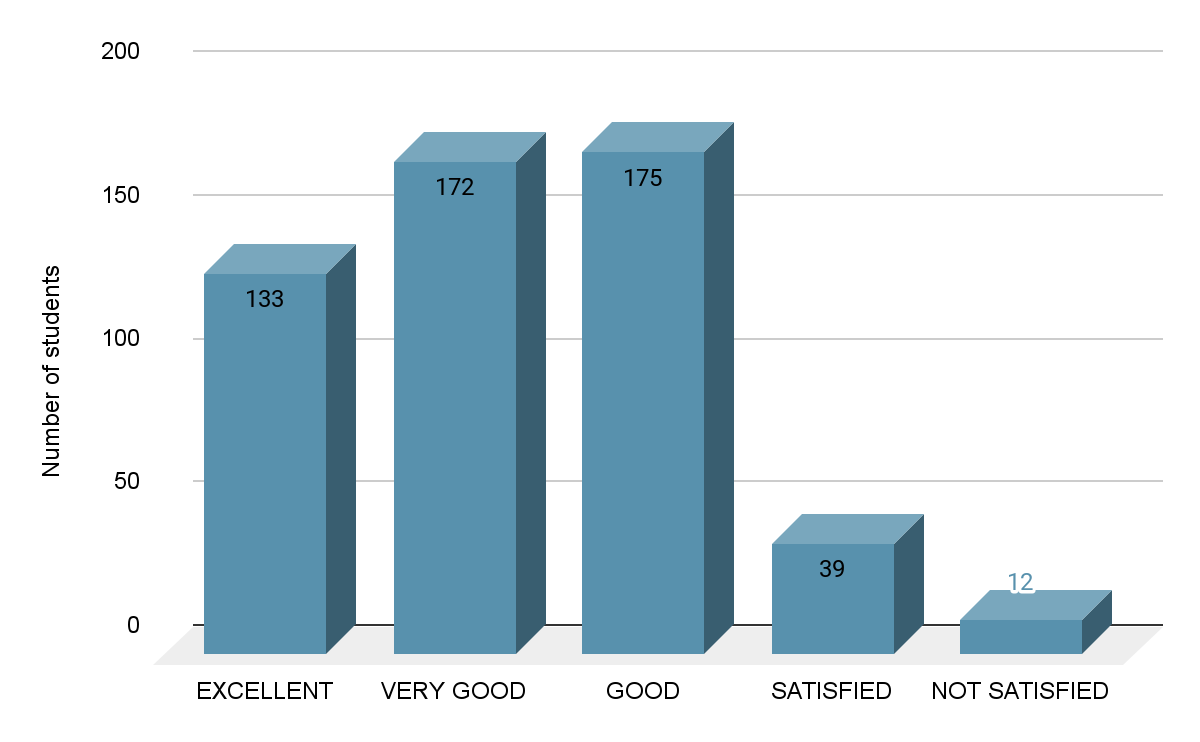 200
150
100
50
0
Number of students
133
172
175
39
12
EXCELLENT
VERY GOOD
GOOD
SATISFIED
NOT SATISFIED